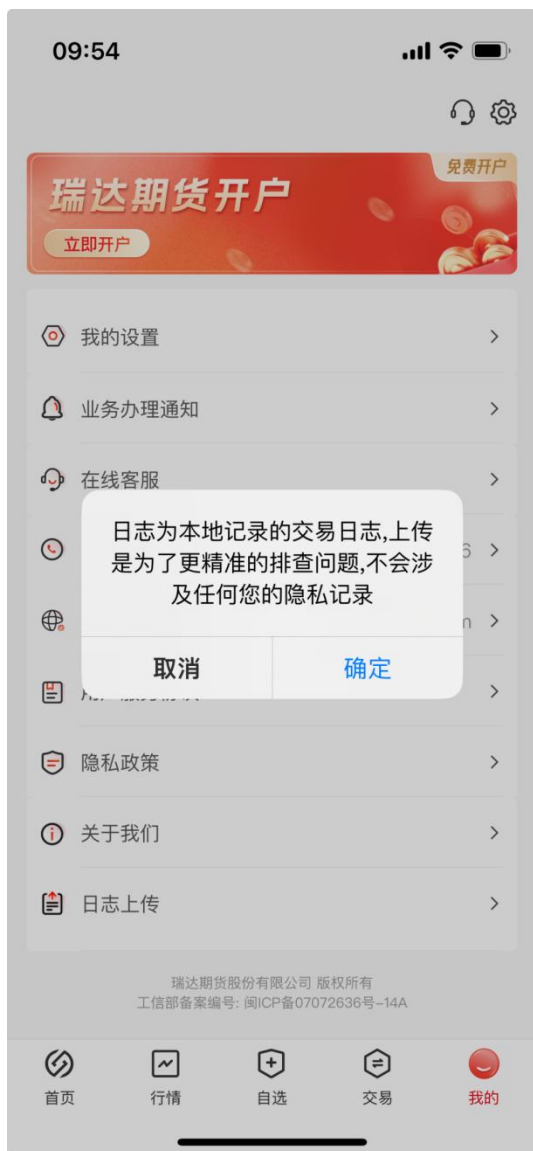 09:54
免费开户
瑞达期货开户
立即开户
我的设置
业务办理通知
在线客服
日志为本地记录的交易日志,上传
是为了更精准的排查问题,不会涉
及任何您的隐私记录
6
m
取消
确定
隐私政策
关于我们
日志上传
瑞达期货股份有限公司 版权所有
工信部备案编号: 闽ICP备07072636号-14A
首页
行情
自选
交易
我的